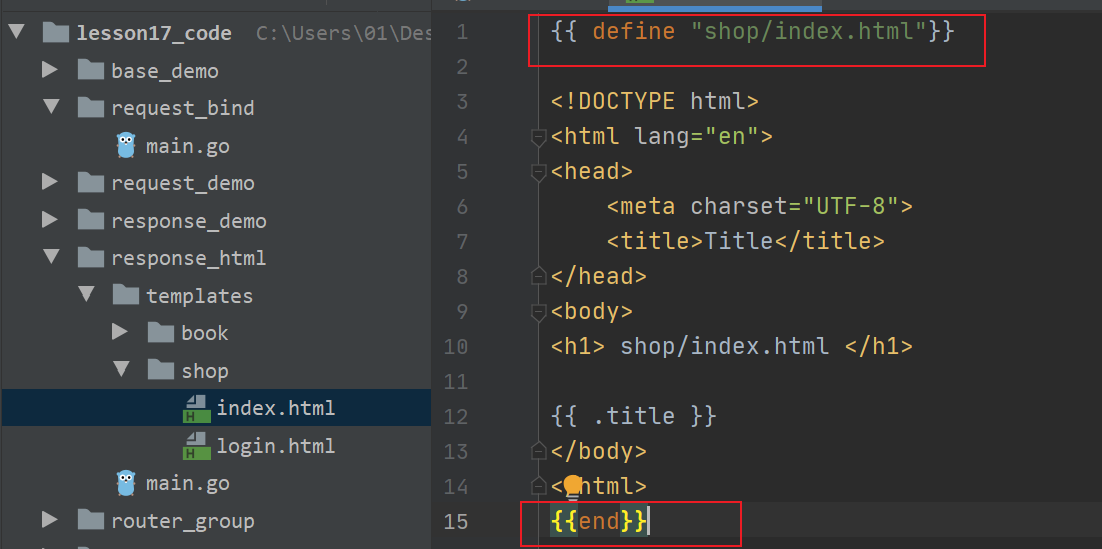 lesson17_code C:\Users\01\Des
base_demo
request_bind
main.go
request_demo
response_demo
response_html
templates
book
shop
index.html
login.html
main.go
router_group
1 {{ define "shop/index.html"}}
2
3 <!DOCTYPE html>
4 <html lang="en">
5 <head>
6 <meta charset="UTF-8">
7 <title>Title</title>
8 </head>
9 <body>
10 <h1> shop/index.html </h1>
11
12 {{ .title }}
13 </body>
14 < html>
15 {{end}}